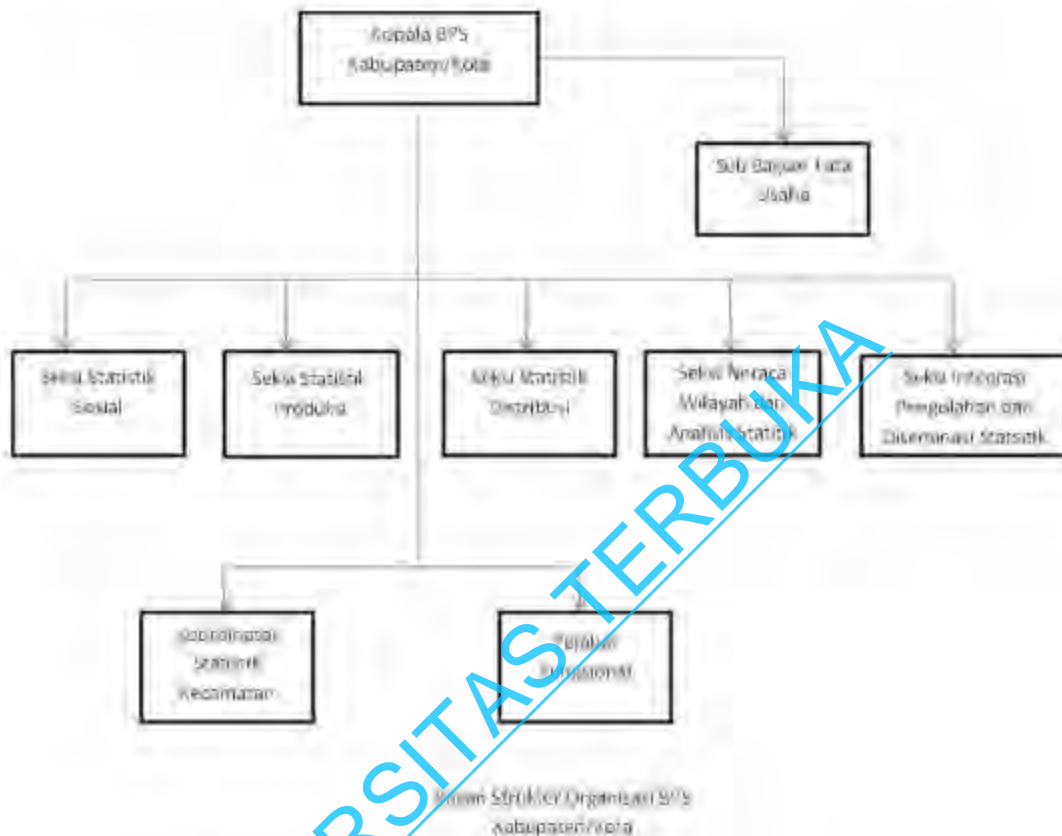 Kepala BPS
Kabupaten/Kota
Sub Bagian Tata
Usaha
Seksi Statistik
Sosial
Seksi Statistik
Produksi
Seksi Statistik
Distribusi
Seksi Neraca
Wilayah dan
Analisis Statistik
Seksi Integrasi
Pengolahan dan
Diseminasi Statistik
Koordinator
Statistik
Kecamatan
Pejabat
Fungsional
Bagan Struktur Organisasi BPS
Kabupaten/Kota
RSITAS TERBUKA